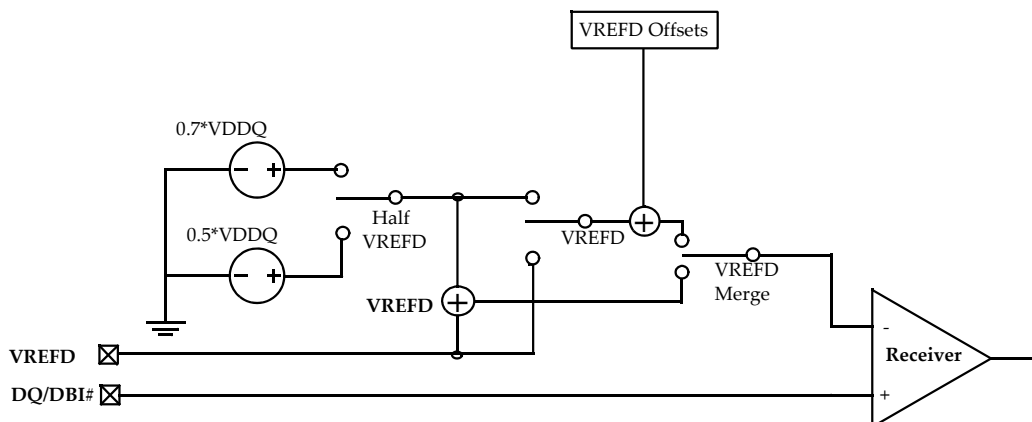 VREFD Offsets
0.7*VDDQ
- +
Half
VREFD
VREFD
+
0.5*VDDQ
- +
VREFD
Merge
VREFD
+
-
Receiver
VREFD
DQ/DBI#
+